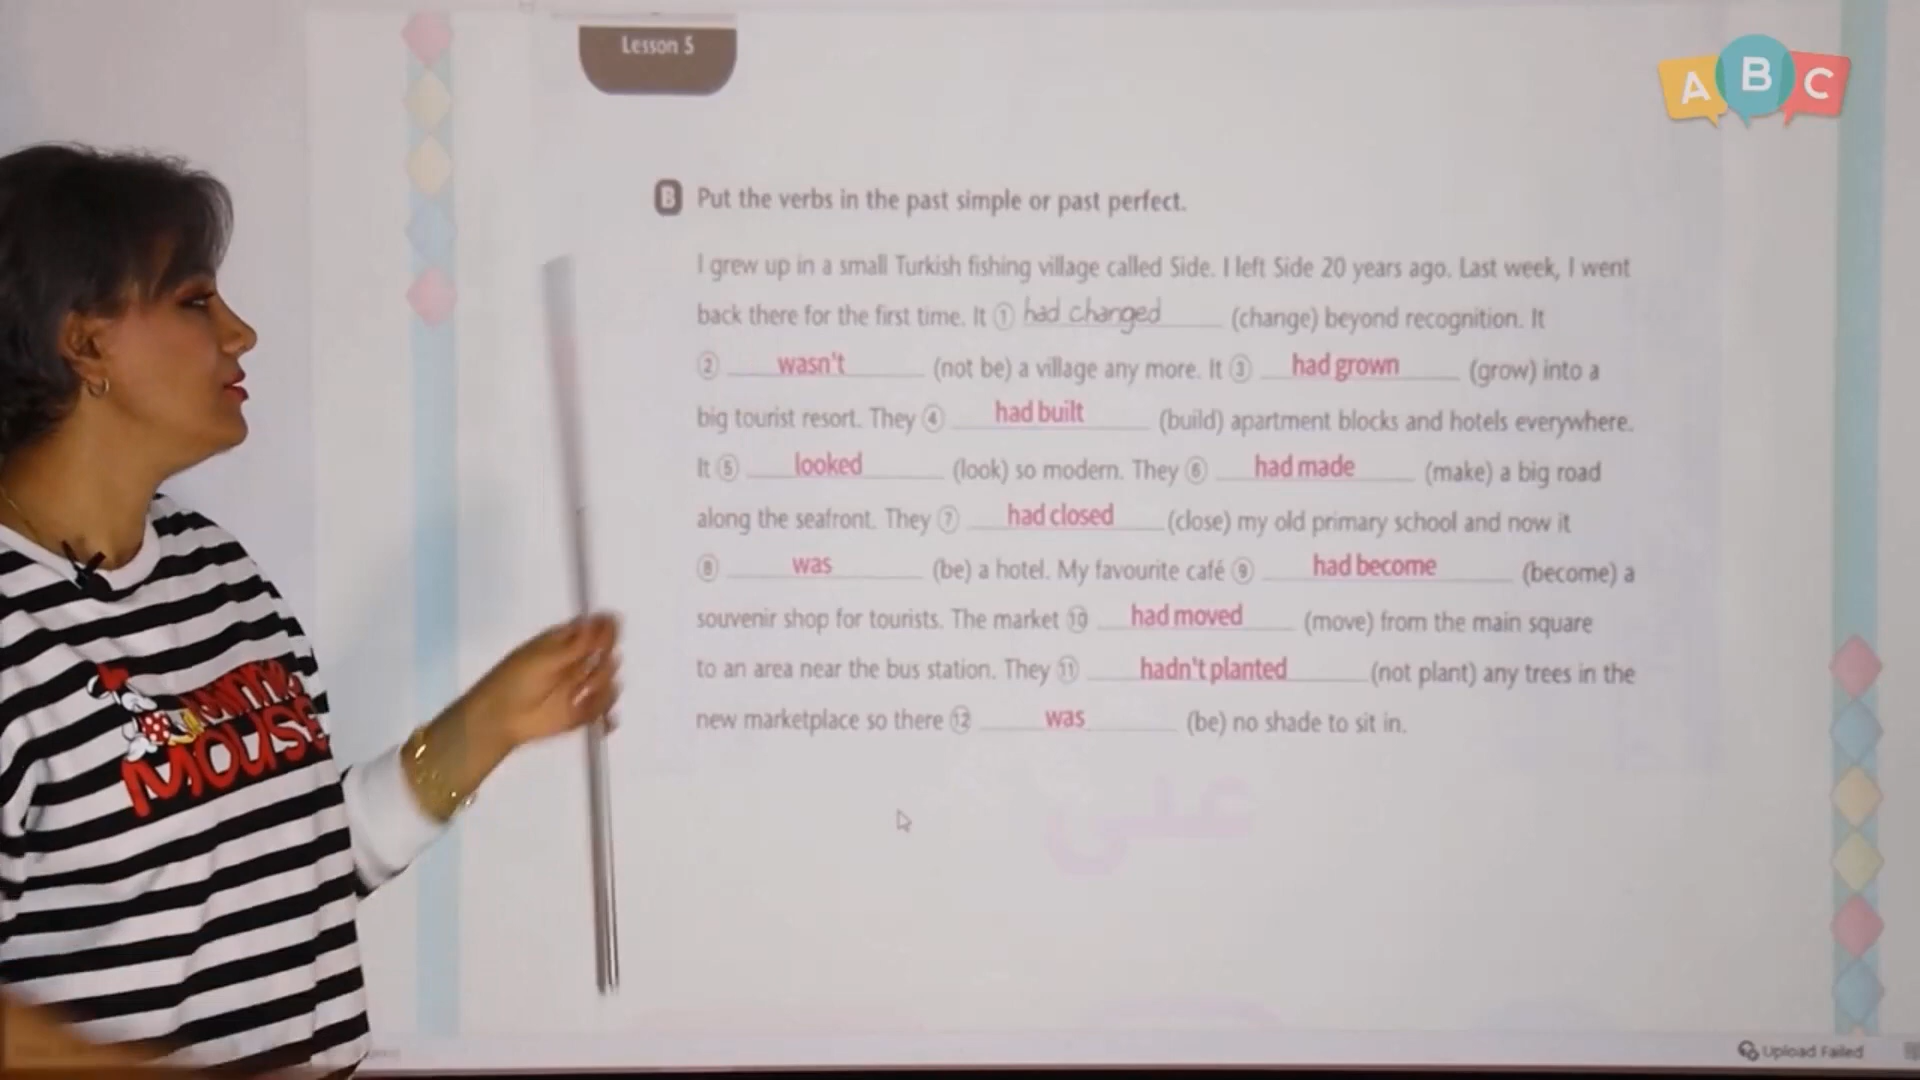 Lesson 5
A B C
B Put the verbs in the past simple or past perfect.
I grew up in a small Turkish fishing village called Side. I left Side 20 years ago. Last week, I went
back there for the first time. It ① had changed (change) beyond recognition. It
② wasn't (not be) a village any more. It ③ had grown (grow) into a
big tourist resort. They ④ had built (build) apartment blocks and hotels everywhere.
It ⑤ looked (look) so modern. They ⑥ had made (make) a big road
along the seafront. They ⑦ had closed (close) my old primary school and now it
⑧ was (be) a hotel. My favourite café ⑨ had become (become) a
souvenir shop for tourists. The market ⑩ had moved (move) from the main square
to an area near the bus station. They ⑪ hadn't planted (not plant) any trees in the
new marketplace so there ⑫ was (be) no shade to sit in.
MOUSE
Upload Failed